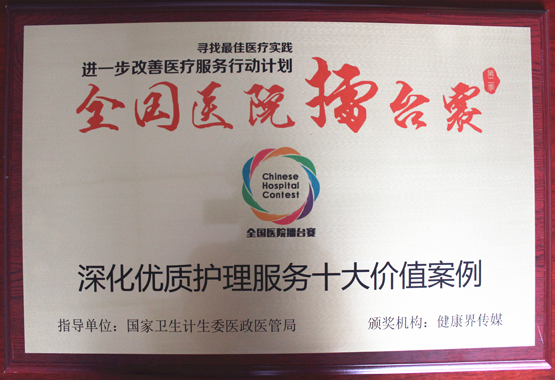 寻找最佳医疗实践
进一步改善医疗服务行动计划
全国医院擂台赛
第二季
Chinese
Hospital
Contest
全国医院擂台赛
深化优质护理服务十大价值案例
指导单位：国家卫生计生委医政医管局
颁奖机构：健康界传媒